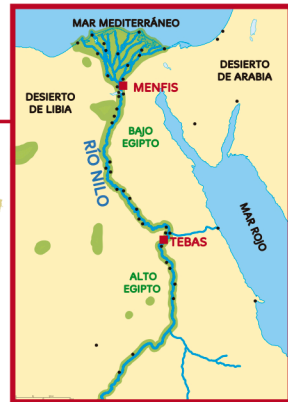 MAR MEDITERRÁNEO
DESIERTO
DE ARABIA
MENFIS
DESIERTO
DE LIBIA
BAJO
EGIPTO
RÍO NILO
MAR ROJO
TEBAS
ALTO
EGIPTO